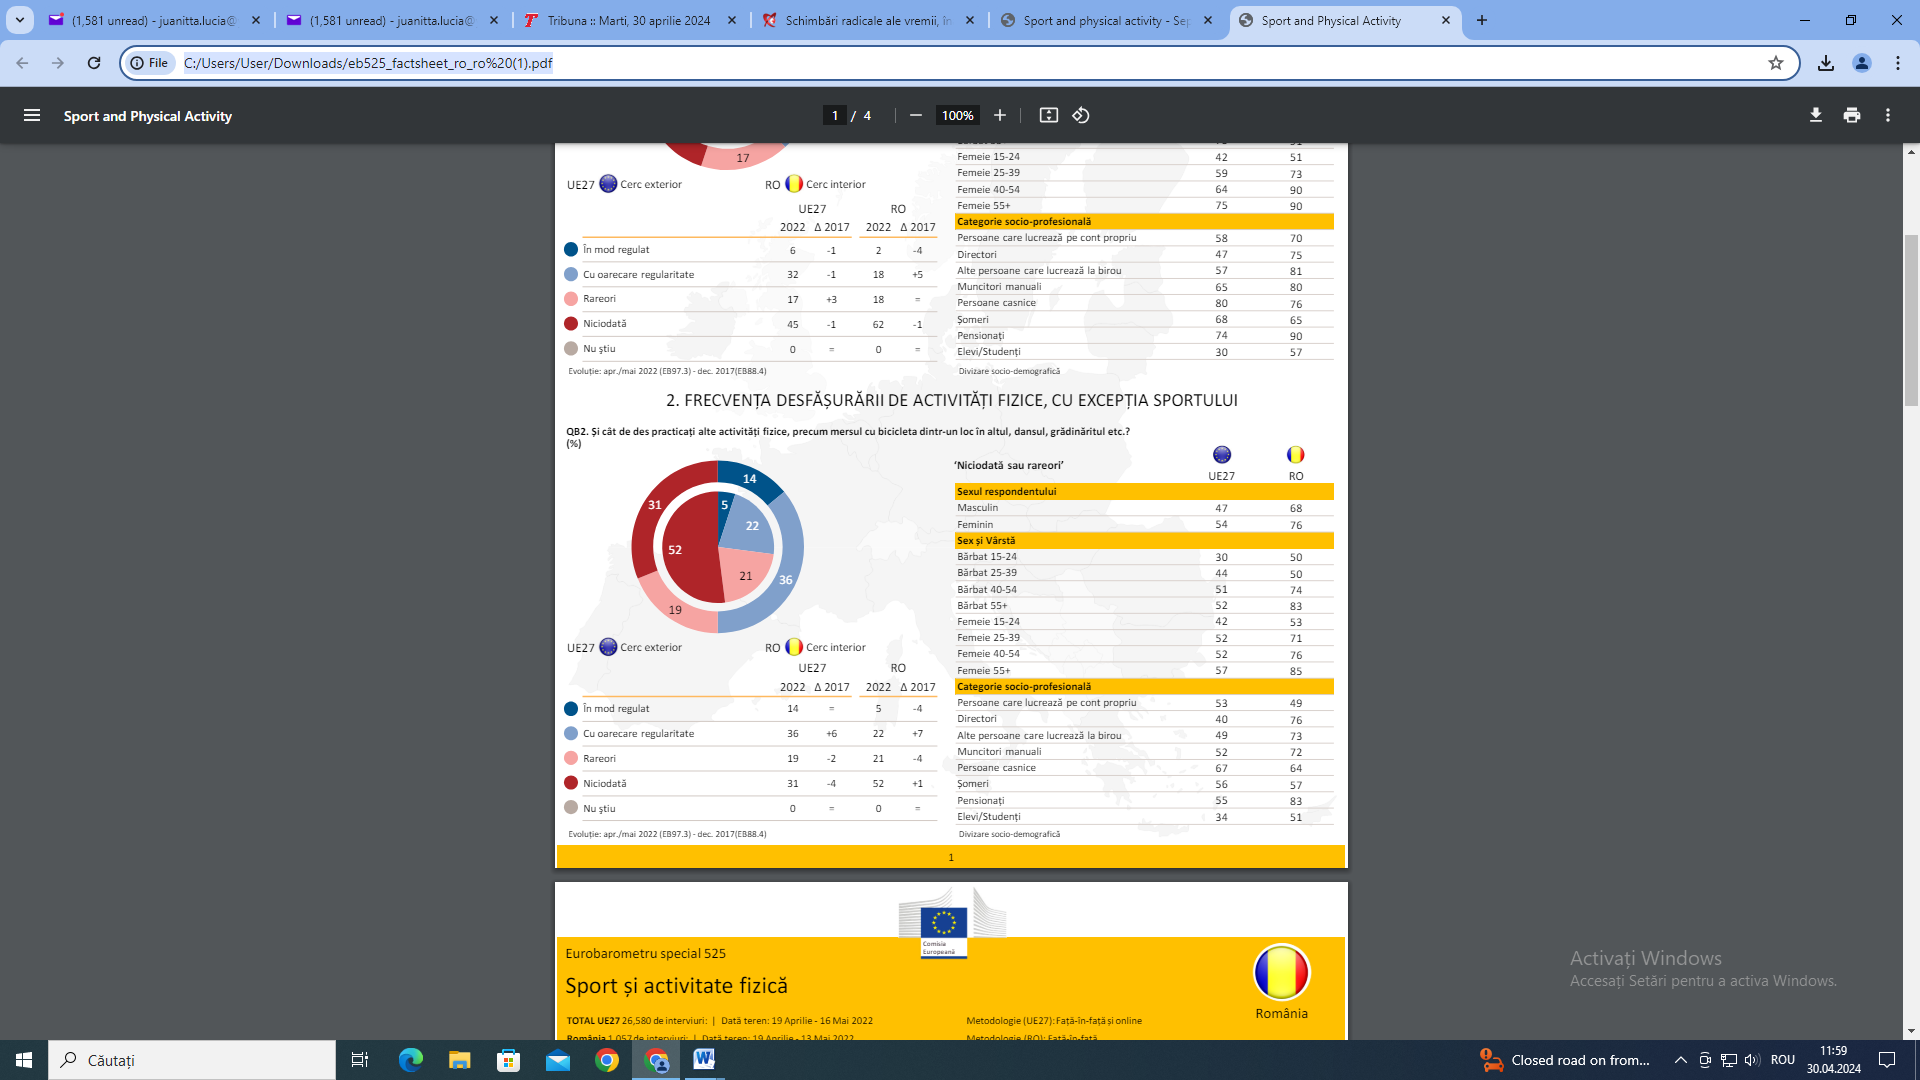 (1,581 unread) - juanitta.lucia@
(1,581 unread) - juanitta.lucia@
Tribuna :: Marti, 30 aprilie 2024
Schimbări radicale ale vremii, în
Sport and physical activity - Sep
Sport and Physical Activity
File
C:/Users/User/Downloads/eb525_factsheet_ro_ro%20(1).pdf
Sport and Physical Activity
1 / 4
100%
17
UE27 Cerc exterior RO Cerc interior
UE27 RO
2022 Δ 2017 2022 Δ 2017
În mod regulat 6 -1 2 -4
Cu oarecare regularitate 32 -1 18 +5
Rareori 17 +3 18 =
Niciodată 45 -1 62 -1
Nu ştiu 0 = 0 =
Evoluție: apr./mai 2022 (EB97.3) - dec. 2017(EB88.4)
Femeie 15-24 42 51
Femeie 25-39 59 73
Femeie 40-54 64 90
Femeie 55+ 75 90
Categorie socio-profesională
Persoane care lucrează pe cont propriu 58 70
Directori 47 75
Alte persoane care lucrează la birou 57 81
Muncitori manuali 65 80
Persoane casnice 80 76
Șomeri 68 65
Pensionați 74 90
Elevi/Studenți 30 57
Divizare socio-demografică
2. FRECVENȚA DESFĂȘURĂRII DE ACTIVITĂȚI FIZICE, CU EXCEPȚIA SPORTULUI
QB2. Și cât de des practicați alte activități fizice, precum mersul cu bicicleta dintr-un loc în altul, dansul, grădinăritul etc.?
(%)
14
31
5
22
52
21
36
19
UE27 Cerc exterior RO Cerc interior
UE27 RO
2022 Δ 2017 2022 Δ 2017
În mod regulat 14 = 5 -4
Cu oarecare regularitate 36 +6 22 +7
Rareori 19 -2 21 -4
Niciodată 31 -4 52 +1
Nu ştiu 0 = 0 =
Evoluție: apr./mai 2022 (EB97.3) - dec. 2017(EB88.4)
‘Niciodată sau rareori’
UE27 RO
Sexul respondentului
Masculin 47 68
Feminin 54 76
Sex și Vârstă
Bărbat 15-24 30 50
Bărbat 25-39 44 50
Bărbat 40-54 51 74
Bărbat 55+ 52 83
Femeie 15-24 42 53
Femeie 25-39 52 71
Femeie 40-54 52 76
Femeie 55+ 57 85
Categorie socio-profesională
Persoane care lucrează pe cont propriu 53 49
Directori 40 76
Alte persoane care lucrează la birou 49 73
Muncitori manuali 52 72
Persoane casnice 67 64
Șomeri 56 57
Pensionați 55 83
Elevi/Studenți 34 51
Divizare socio-demografică
1
Comisia
Europeană
Eurobarometru special 525
Sport și activitate fizică
România
TOTAL UE27 26,580 de interviuri: | Dată teren: 19 Aprilie - 16 Mai 2022
Metodologie (UE27): Față-în-față și online
România 1.057 de interviuri: | Dată teren: 19 Aprilie - 13 Mai 2022
Metodologie (RO): Față-în-față
Activați Windows
Accesați Setări pentru a activa Windows.
Căutați
Closed road on from...
ROU
11:59
30.04.2024